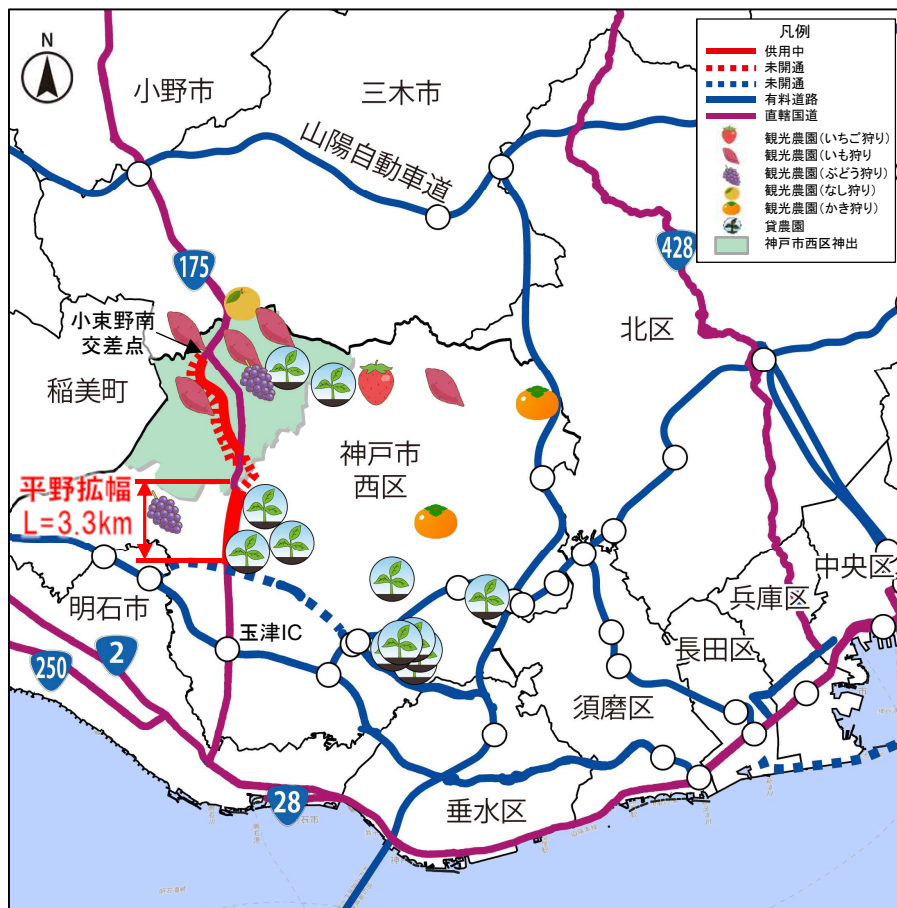 凡例
供用中
未開通
未開通
有料道路
直轄国道
観光農園(いちご狩り)
観光農園(いも狩り
観光農園(ぶどう狩り)
観光農園(なし狩り)
観光農園(かき狩り)
貸農園
神戸市西区神出
N
小野市
三木市
山陽自動車道
175
428
小束野南
交差点
北区
稲美町
神戸市
西区
平野拡幅
L=3.3km
明石市
玉津IC
中央区
兵庫区
長田区
須磨区
垂水区
2
250
28